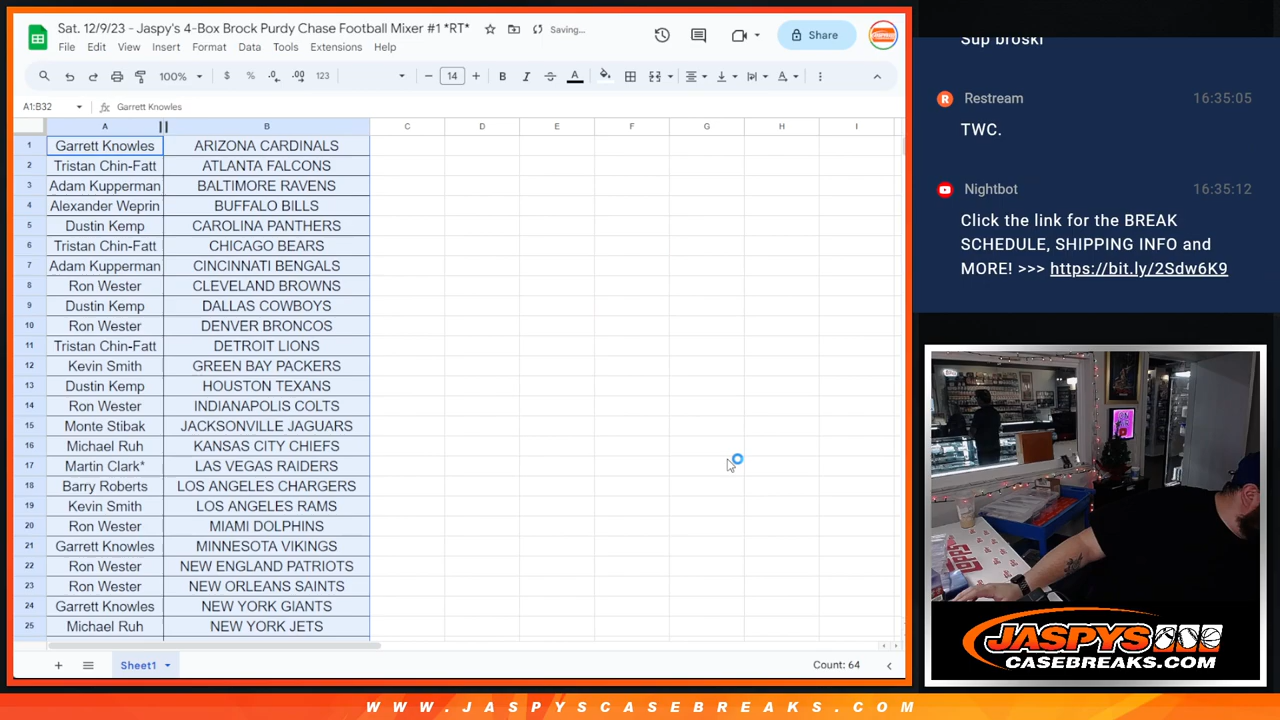 Sat. 12/9/23 - Jaspy's 4-Box Brock Purdy Chase Football Mixer #1 *RT*
Saving...
File Edit View Insert Format Data Tools Extensions Help
Share
100% $ % .0 .00 123 14 B I S A
A1:B32 fx Garrett Knowles
A B C D E F G H I
1 Garrett Knowles ARIZONA CARDINALS
2 Tristan Chin-Fatt ATLANTA FALCONS
3 Adam Kupperman BALTIMORE RAVENS
4 Alexander Weprin BUFFALO BILLS
5 Dustin Kemp CAROLINA PANTHERS
6 Tristan Chin-Fatt CHICAGO BEARS
7 Adam Kupperman CINCINNATI BENGALS
8 Ron Wester CLEVELAND BROWNS
9 Dustin Kemp DALLAS COWBOYS
10 Ron Wester DENVER BRONCOS
11 Tristan Chin-Fatt DETROIT LIONS
12 Kevin Smith GREEN BAY PACKERS
13 Dustin Kemp HOUSTON TEXANS
14 Ron Wester INDIANAPOLIS COLTS
15 Monte Stibak JACKSONVILLE JAGUARS
16 Michael Ruh KANSAS CITY CHIEFS
17 Martin Clark* LAS VEGAS RAIDERS
18 Barry Roberts LOS ANGELES CHARGERS
19 Kevin Smith LOS ANGELES RAMS
20 Ron Wester MIAMI DOLPHINS
21 Garrett Knowles MINNESOTA VIKINGS
22 Ron Wester NEW ENGLAND PATRIOTS
23 Ron Wester NEW ORLEANS SAINTS
24 Garrett Knowles NEW YORK GIANTS
25 Michael Ruh NEW YORK JETS
Sheet1
Count: 64
Sup broski
Restream 16:35:05
TWC.
Nightbot 16:35:12
Click the link for the BREAK
SCHEDULE, SHIPPING INFO and
MORE! >>> https://bit.ly/2Sdw6K9
JASPYS
CASEBREAKS.COM
WWW.JASPYSCASEBREAKS.COM